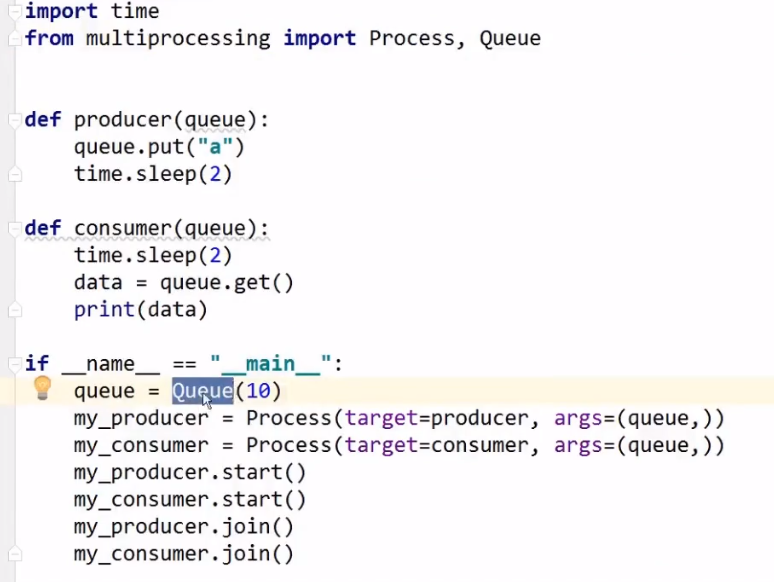 import time
from multiprocessing import Process, Queue
def producer(queue):
    queue.put("a")
    time.sleep(2)
def consumer(queue):
    time.sleep(2)
    data = queue.get()
    print(data)
if __name__ == "__main__":
    queue = Queue(10)
    my_producer = Process(target=producer, args=(queue,))
    my_consumer = Process(target=consumer, args=(queue,))
    my_producer.start()
    my_consumer.start()
    my_producer.join()
    my_consumer.join()